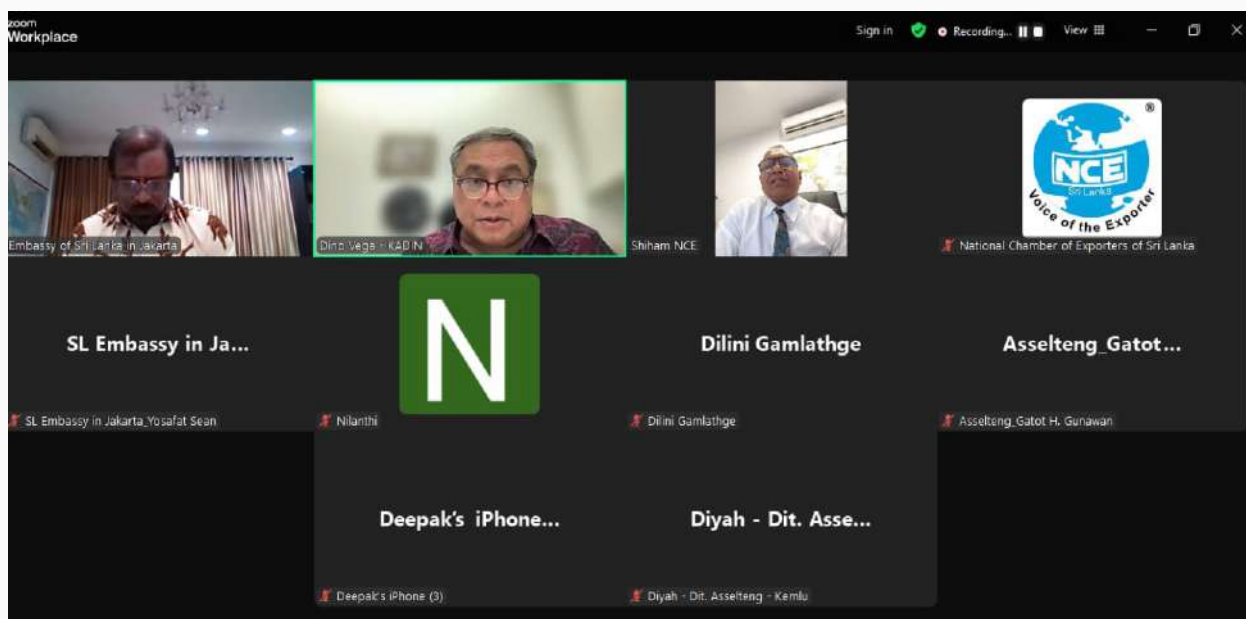 zoom
Workplace
Sign in
Recording...
View
Embassy of Sri Lanka in Jakarta
Dino Vega - KADIN
Shiham NCE
®
NCE
Sri Lanka
Voice of the Exporter
National Chamber of Exporters of Sri Lanka
SL Embassy in Ja...
N
Dilini Gamlathge
Asselteng_Gatot...
SL Embassy in Jakarta_Yosafat Sean
Nilanthi
Dilini Gamlathge
Asselteng_Gatot H. Gunawan
Deepak's iPhone...
Diyah - Dit. Asse...
Deepak's iPhone (3)
Diyah - Dit. Asselteng - Kemlu